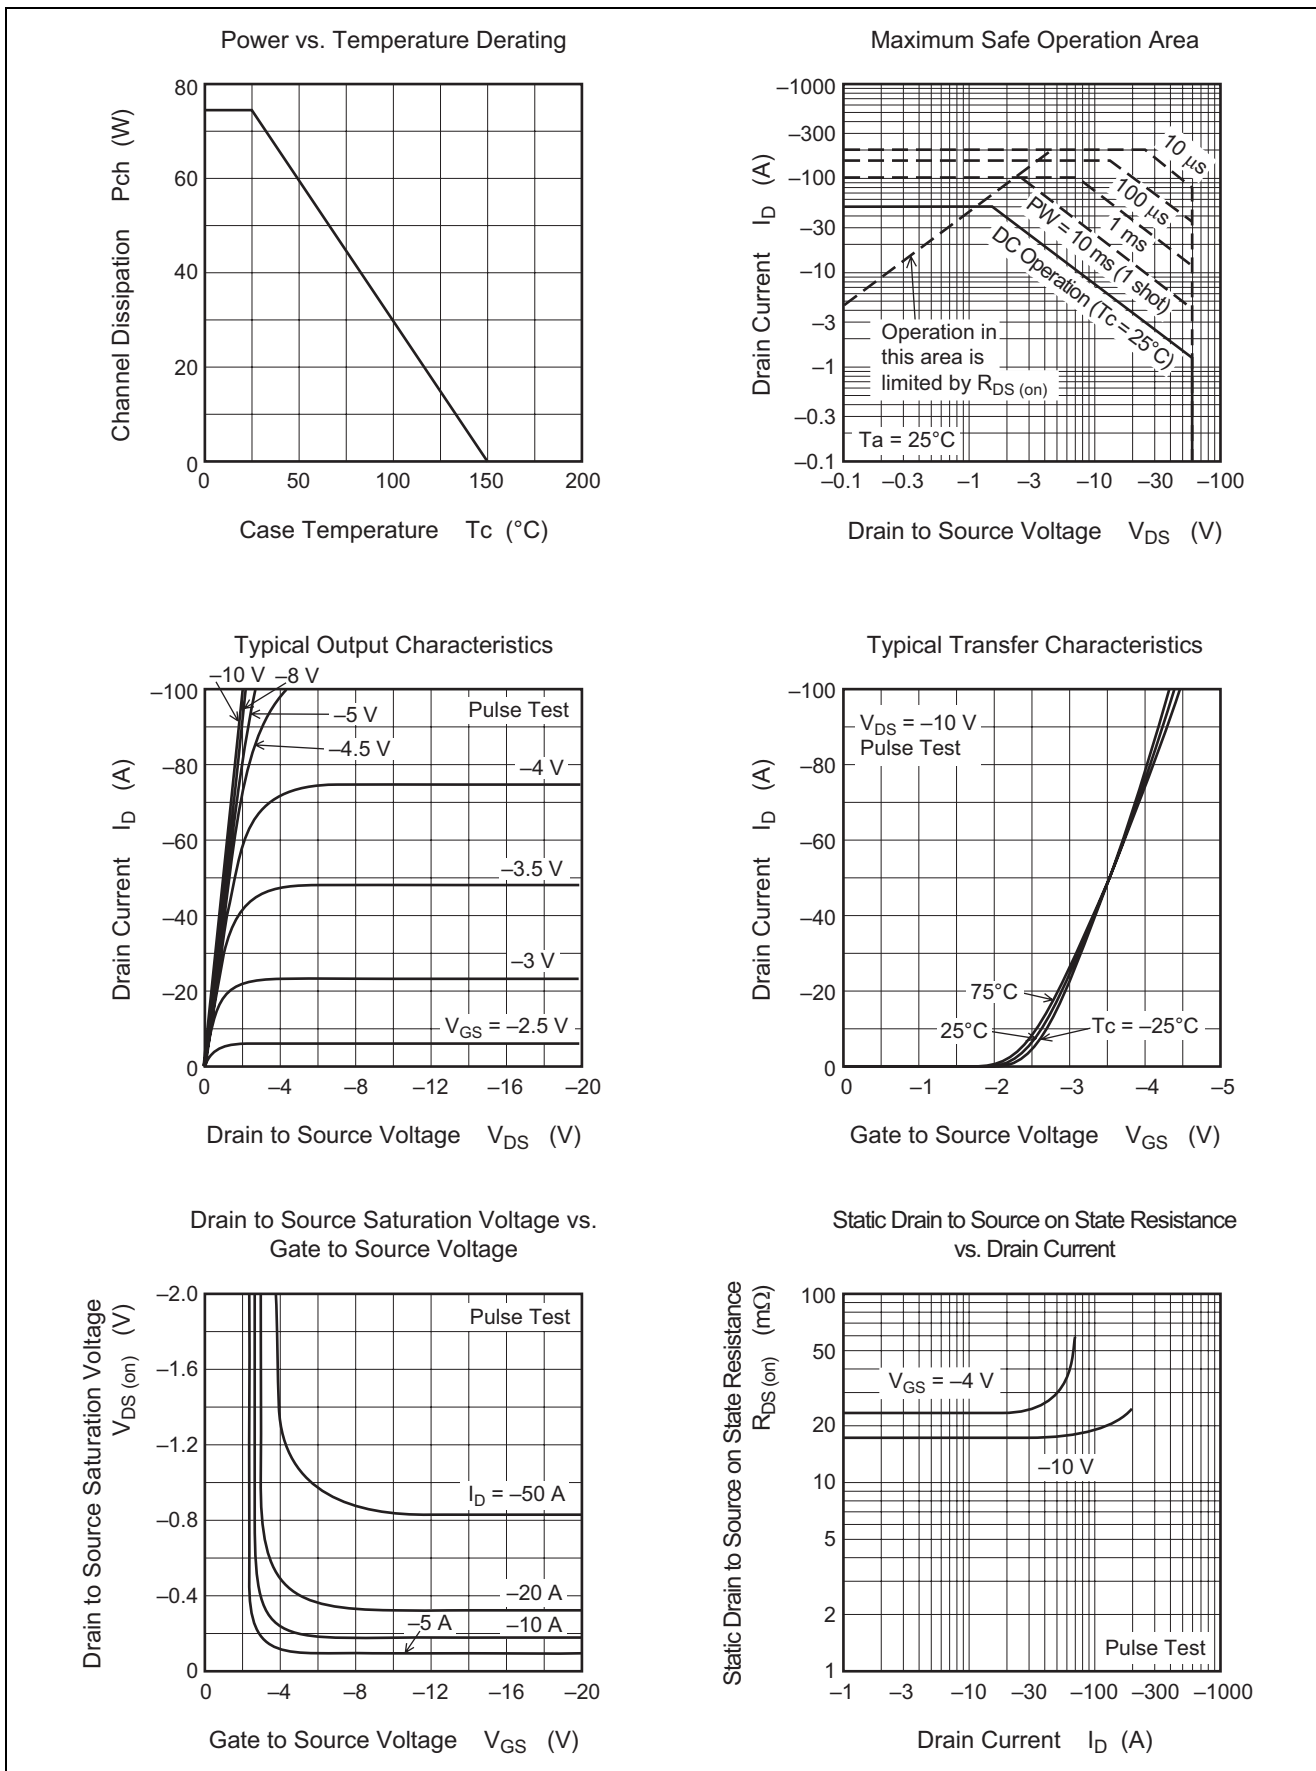 Power vs. Temperature Derating
80
60
40
20
0
0 50 100 150 200
Channel Dissipation Pch (W)
Case Temperature Tc (°C)
Maximum Safe Operation Area
–1000
–300
–100
–30
–10
–3
–1
–0.3
–0.1
–0.1 –0.3 –1 –3 –10 –30 –100
Drain Current ID (A)
10 μs
100 μs
1 ms
PW = 10 ms (1 shot)
DC Operation (Tc = 25°C)
Operation in
this area is
limited by RDS (on)
Ta = 25°C
Drain to Source Voltage VDS (V)
Typical Output Characteristics
–10 V
–8 V
–5 V
–4.5 V
Pulse Test
–4 V
–3.5 V
–3 V
VGS = –2.5 V
–100
–80
–60
–40
–20
0
0 –4 –8 –12 –16 –20
Drain Current ID (A)
Drain to Source Voltage VDS (V)
Typical Transfer Characteristics
VDS = –10 V
Pulse Test
–100
–80
–60
–40
–20
0
75°C
25°C
Tc = –25°C
0 –1 –2 –3 –4 –5
Drain Current ID (A)
Gate to Source Voltage VGS (V)
Drain to Source Saturation Voltage vs.
Gate to Source Voltage
–2.0
–1.6
–1.2
–0.8
–0.4
0
Pulse Test
ID = –50 A
–20 A
–10 A
–5 A
0 –4 –8 –12 –16 –20
Drain to Source Saturation Voltage
VDS (on) (V)
Gate to Source Voltage VGS (V)
Static Drain to Source on State Resistance
vs. Drain Current
100
50
20
10
5
2
1
VGS = –4 V
–10 V
Pulse Test
–1 –3 –10 –30 –100 –300 –1000
Static Drain to Source on State Resistance
RDS (on) (mΩ)
Drain Current ID (A)